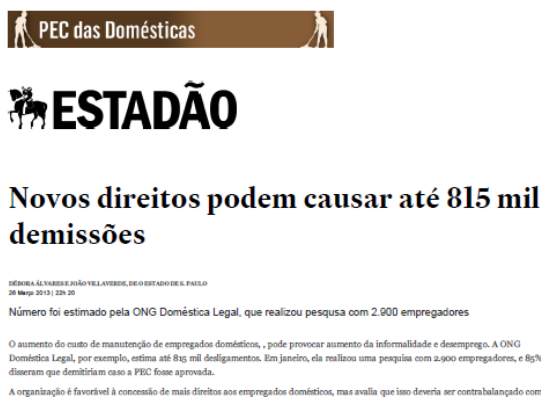 PEC das Domésticas
ESTADÃO
Novos direitos podem causar até 815 mil
demissões
DÉBORA ÁLVARES E JOÃO VILLAVERDE, DE O ESTADO DE S. PAULO
26 Março 2013 | 22h 20
Número foi estimado pela ONG Doméstica Legal, que realizou pesqusa com 2.900 empregadores
O aumento do custo de manutenção de empregados domésticos, , pode provocar aumento da informalidade e desemprego. A ONG
Doméstica Legal, por exemplo, estima até 815 mil desligamentos. Em janeiro, ela realizou uma pesquisa com 2.900 empregadores, e 85%
disseram que demitiriam caso a PEC fosse aprovada.
A organização é favorável à concessão de mais direitos aos empregados domésticos, mas avalia que isso deveria ser contrabalançado com